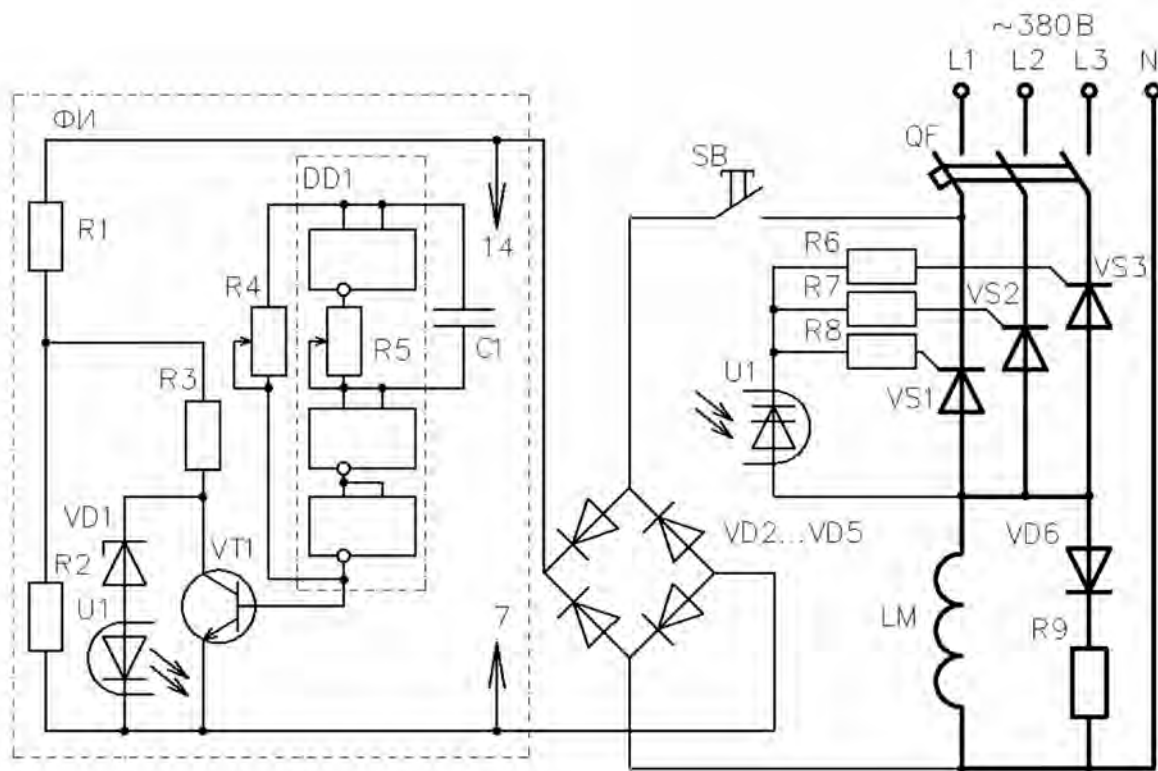 ~380В
L1 L2 L3 N
ФИ
QF
SB
DD1
R1
14
R6
VS3
R4
R7
VS2
R5
C1
R8
R3
U1
VS1
VD1
VD2...VD5
VD6
R2
VT1
U1
7
LM
R9